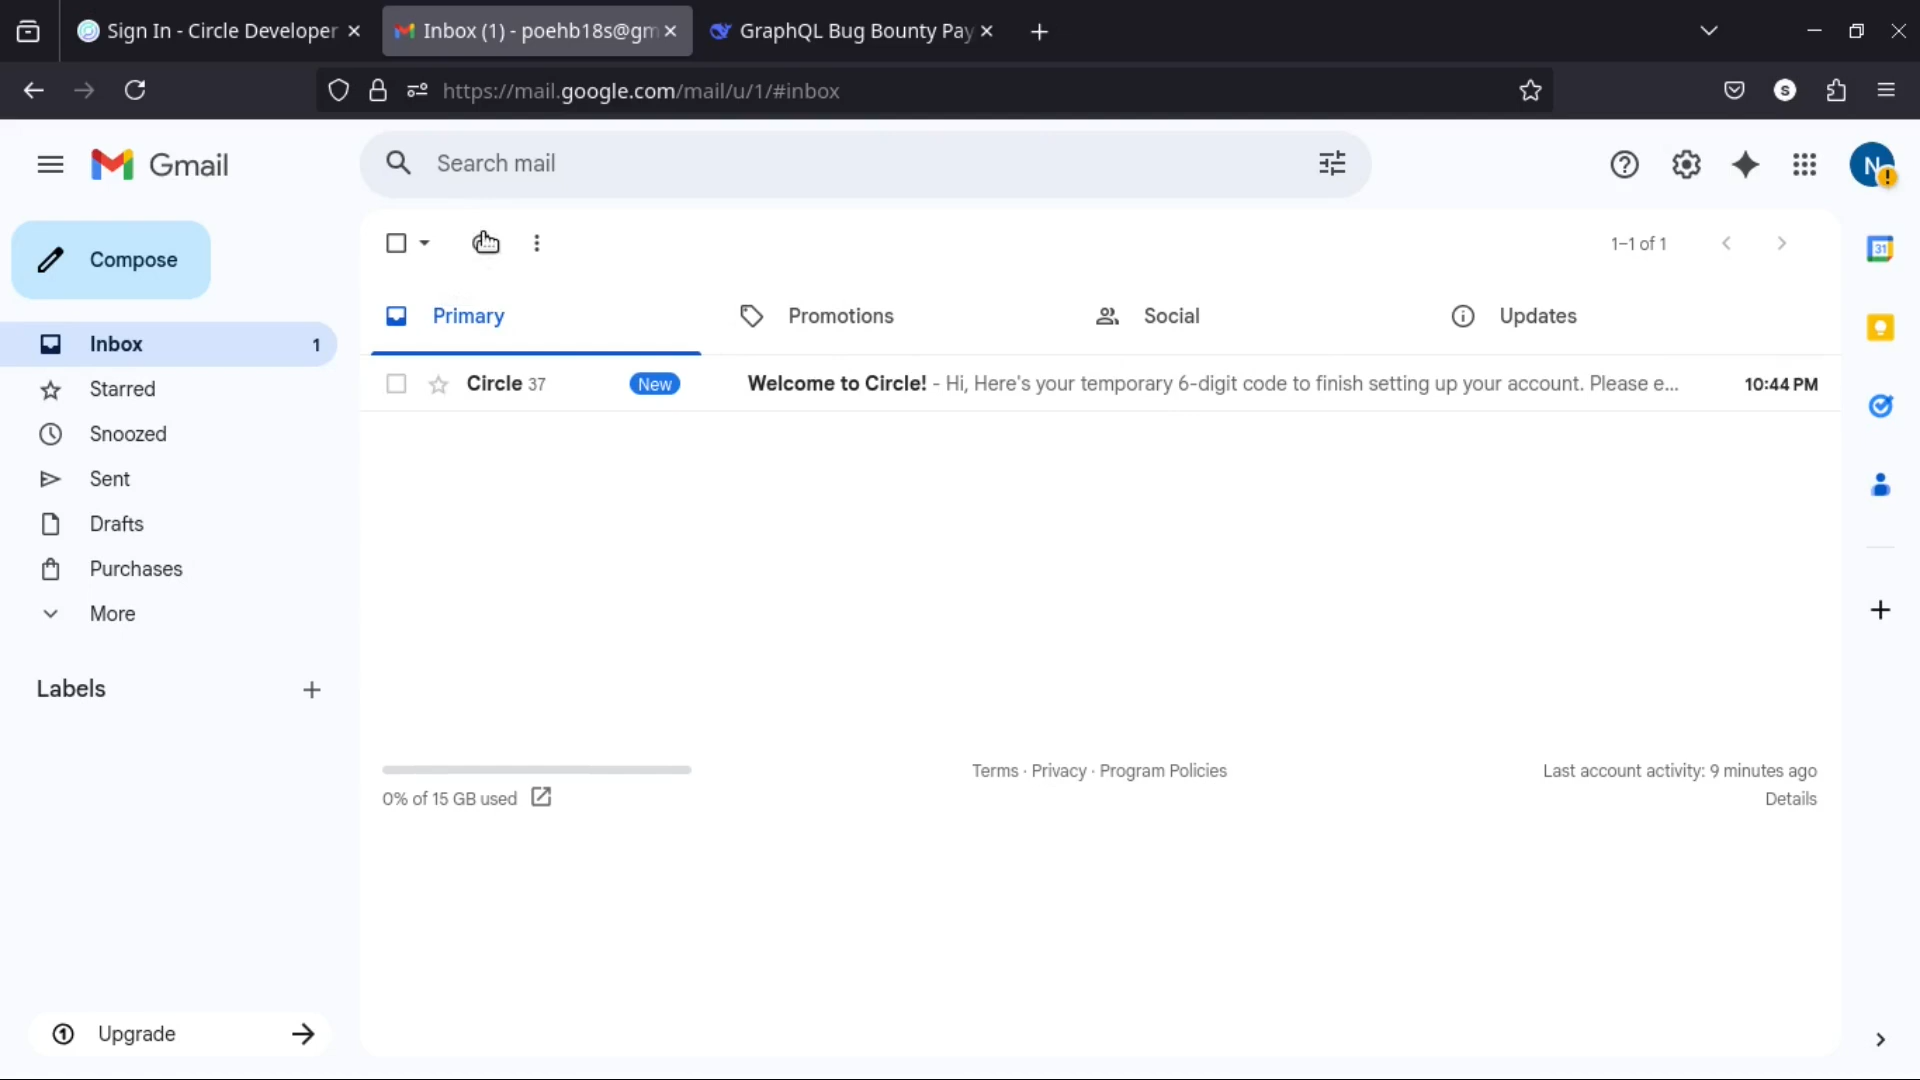 Sign In - Circle Developer
Inbox (1) - poehb18s@gm
GraphQL Bug Bounty Pay
https://mail.google.com/mail/u/1/#inbox
S
Gmail
Search mail
N
Compose
1–1 of 1
31
Primary
Promotions
Social
Updates
Inbox 1
Circle 37 New Welcome to Circle! - Hi, Here's your temporary 6-digit code to finish setting up your account. Please e... 10:44 PM
Starred
Snoozed
Sent
Drafts
Purchases
More
Labels
0% of 15 GB used
Terms · Privacy · Program Policies
Last account activity: 9 minutes ago
Details
Upgrade